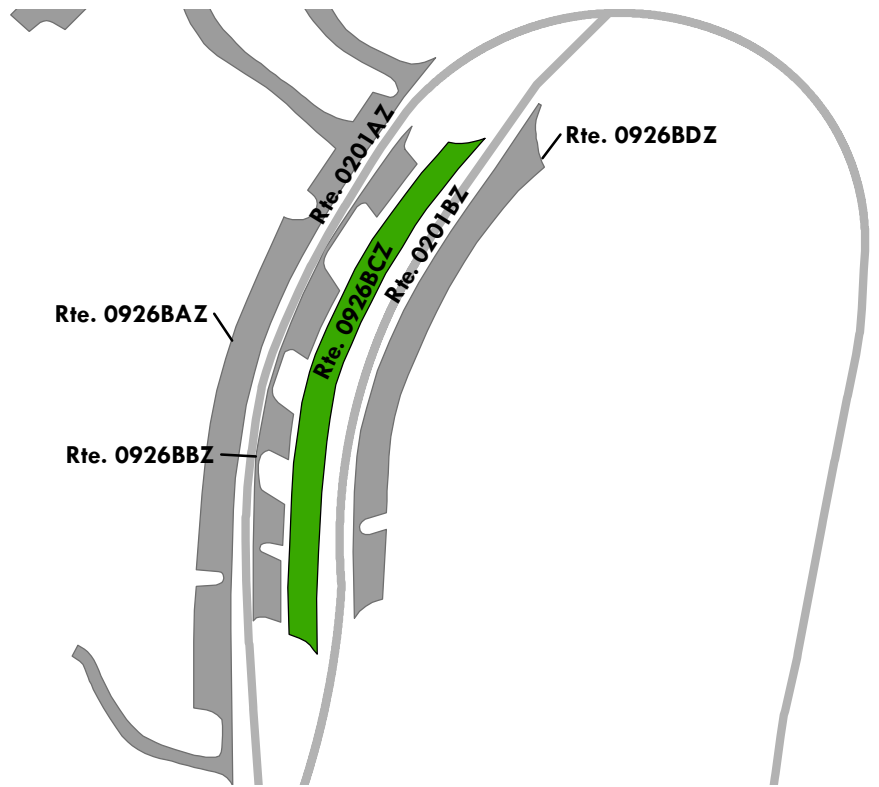 Rte. 0201AZ
Rte. 0926BDZ
Rte. 0201BZ
Rte. 0926BCZ
Rte. 0926BAZ
Rte. 0926BBZ